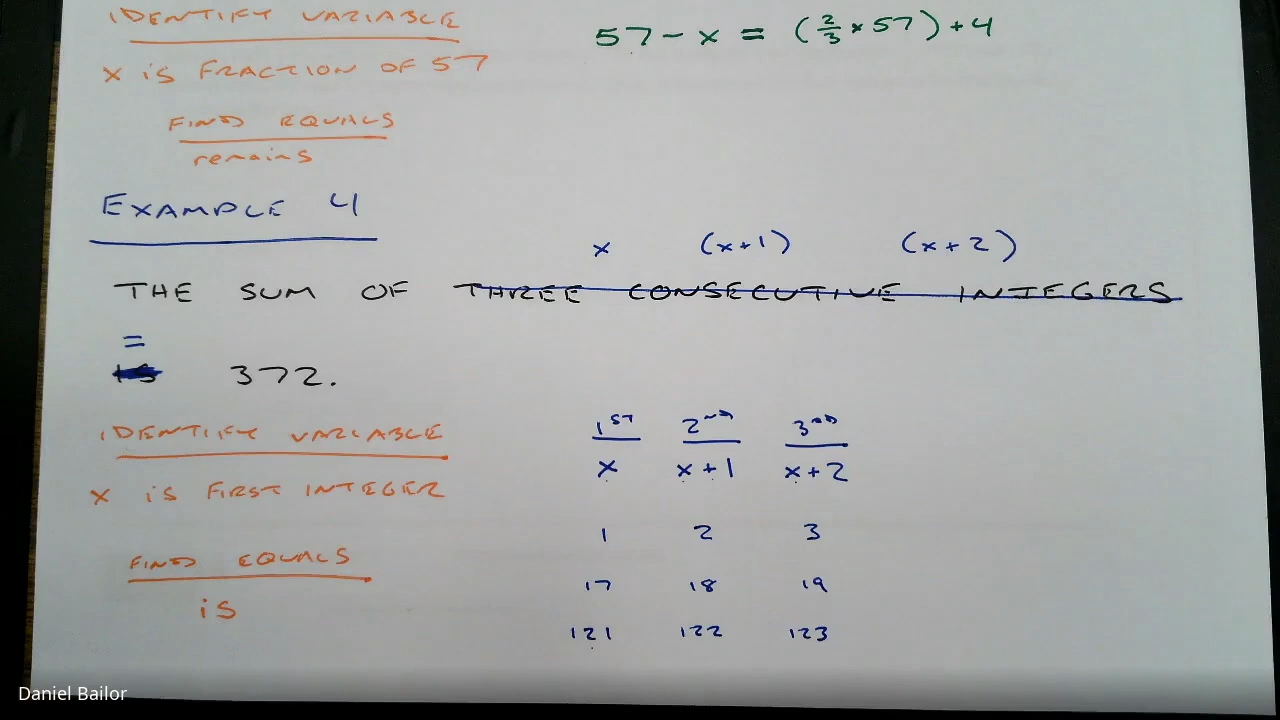 IDENTIFY VARIABLE
57 - x = (2/3 × 57) + 4
x is FRACTION OF 57
FIND EQUALS
remains
EXAMPLE 4
x (x+1) (x+2)
THE SUM OF THREE CONSECUTIVE INTEGERS
=
is 372.
IDENTIFY VARIABLE
1ST 2ND 3RD
x x+1 x+2
x is FIRST INTEGER
1 2 3
FIND EQUALS
17 18 19
is
121 122 123
Daniel Bailor